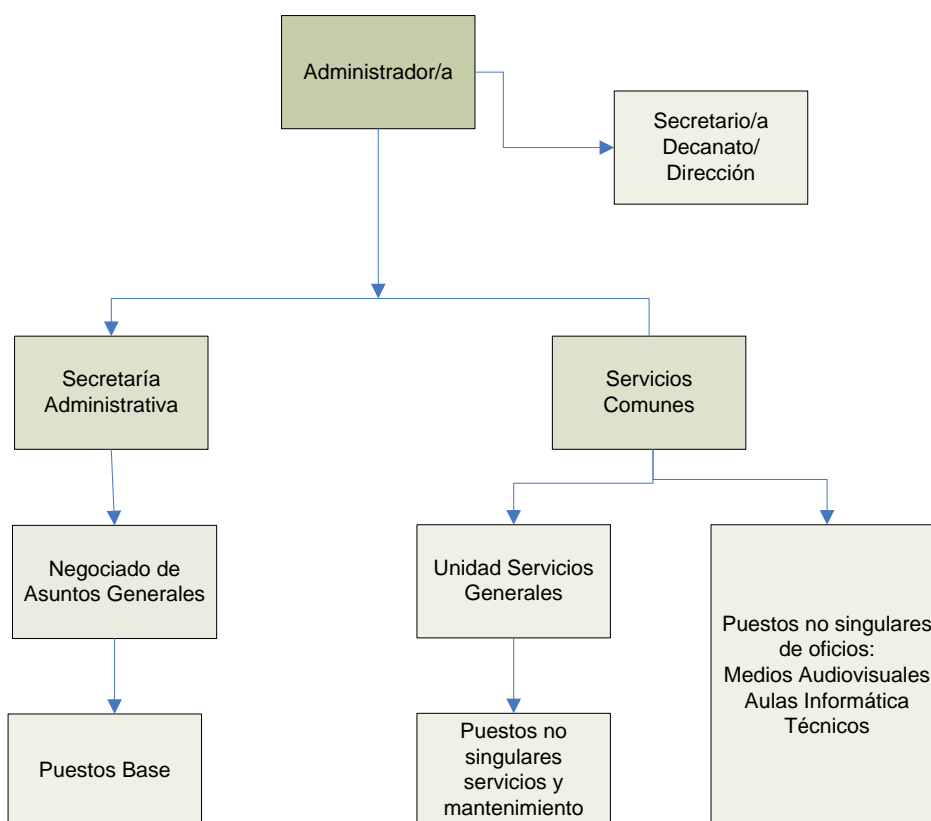 Administrador/a
Secretario/a
Decanato/
Dirección
Secretaría
Administrativa
Servicios
Comunes
Negociado de
Asuntos Generales
Unidad Servicios
Generales
Puestos no singulares
de oficios:
Medios Audiovisuales
Aulas Informática
Técnicos
Puestos Base
Puestos no
singulares
servicios y
mantenimiento